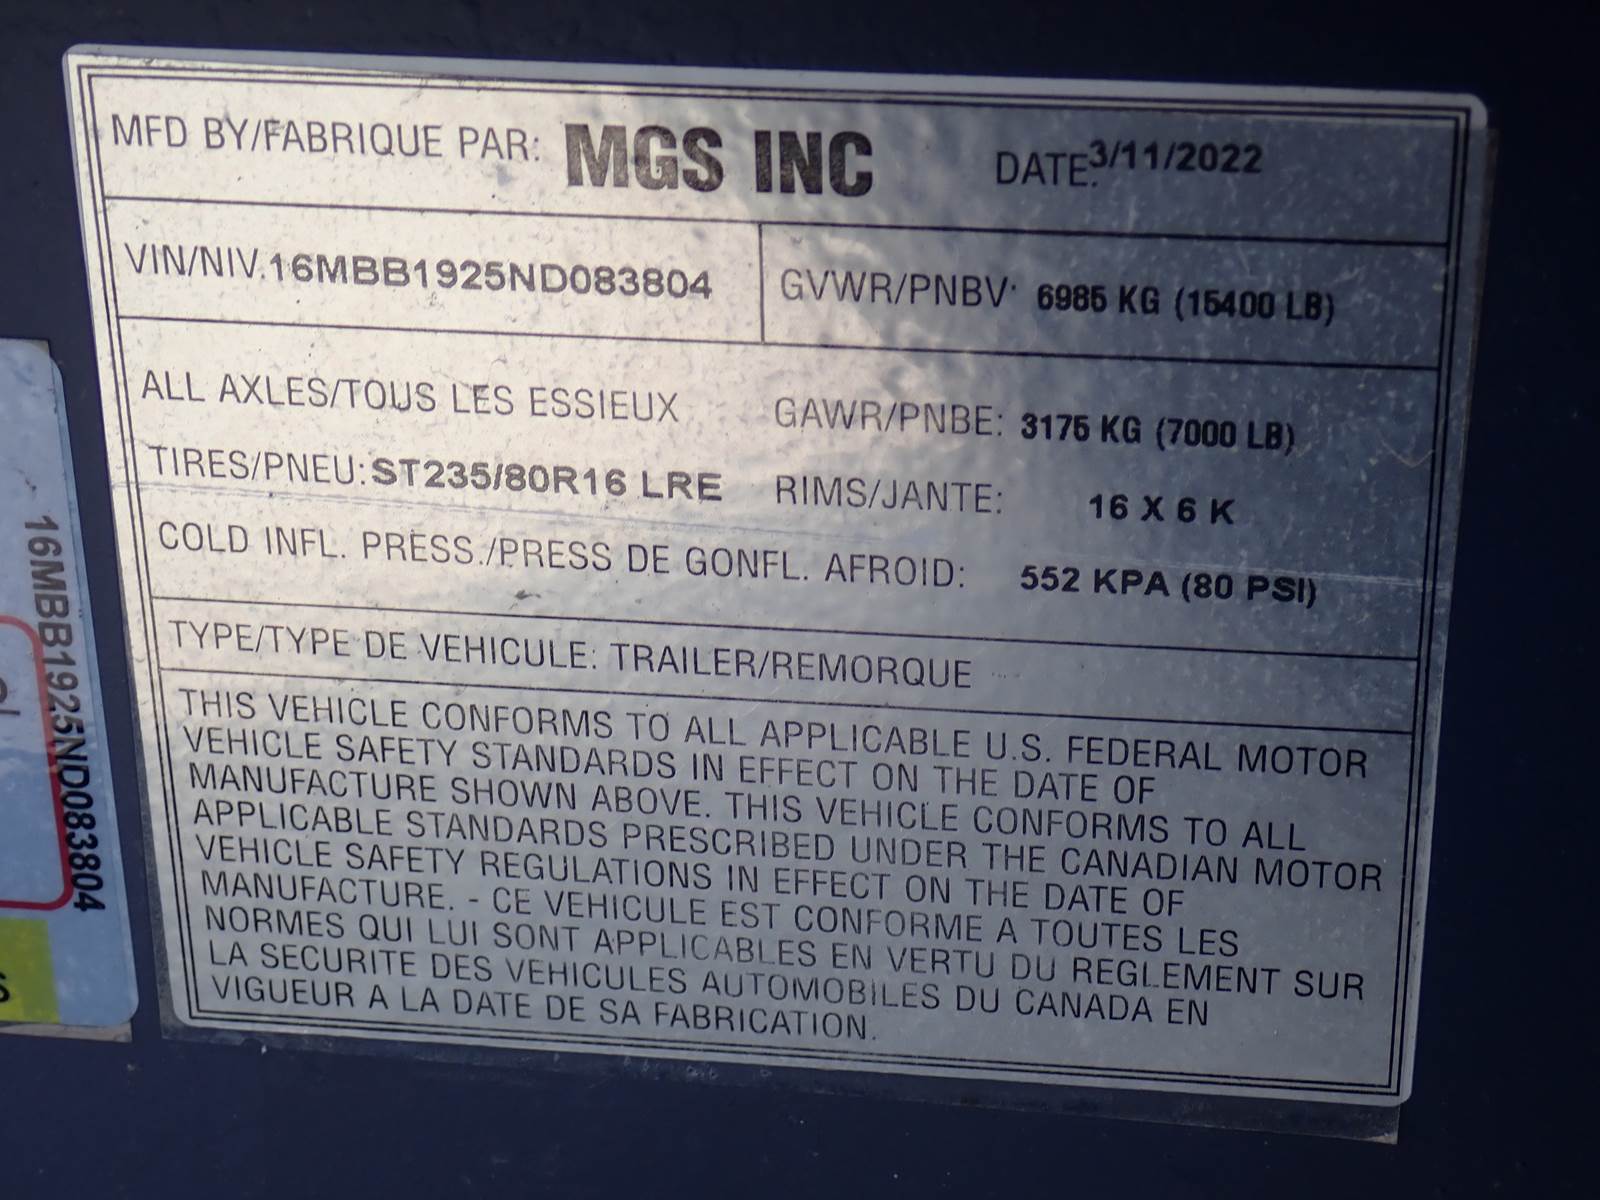 MFD BY/FABRIQUE PAR: MGS INC DATE: 3/11/2022
VIN/NIV. 16MBB1925ND083804 GVWR/PNBV: 6985 KG (15400 LB)
ALL AXLES/TOUS LES ESSIEUX GAWR/PNBE: 3175 KG (7000 LB)
TIRES/PNEU: ST235/80R16 LRE RIMS/JANTE: 16 X 6 K
COLD INFL. PRESS./PRESS DE GONFL. AFROID: 552 KPA (80 PSI)
TYPE/TYPE DE VEHICULE: TRAILER/REMORQUE
THIS VEHICLE CONFORMS TO ALL APPLICABLE U.S. FEDERAL MOTOR
VEHICLE SAFETY STANDARDS IN EFFECT ON THE DATE OF
MANUFACTURE SHOWN ABOVE. THIS VEHICLE CONFORMS TO ALL
APPLICABLE STANDARDS PRESCRIBED UNDER THE CANADIAN MOTOR
VEHICLE SAFETY REGULATIONS IN EFFECT ON THE DATE OF
MANUFACTURE. - CE VEHICULE EST CONFORME A TOUTES LES
NORMES QUI LUI SONT APPLICABLES EN VERTU DU REGLEMENT SUR
LA SECURITE DES VEHICULES AUTOMOBILES DU CANADA EN
VIGUEUR A LA DATE DE SA FABRICATION.
16MBB1925ND083804